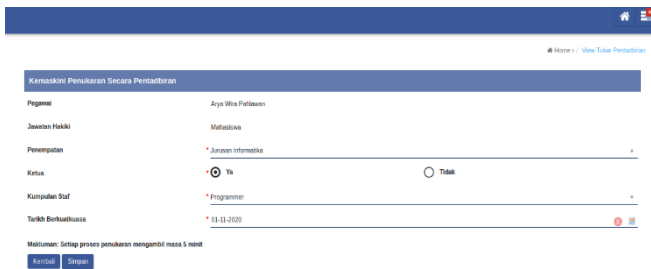 Home > / View Tukar Pentadbiran
Kemaskini Penukaran Secara Pentadbiran
Pegawai Arya Wira Pahlawan
Jawatan Hakiki Mahasiswa
Penempatan * Jurusan Informatika
Ketua * Ya Tidak
Kumpulan Staf * Programmer
Tarikh Berkuatkuasa * 01-11-2020
Makluman: Setiap proses penukaran mengambil masa 5 minit
Kembali Simpan